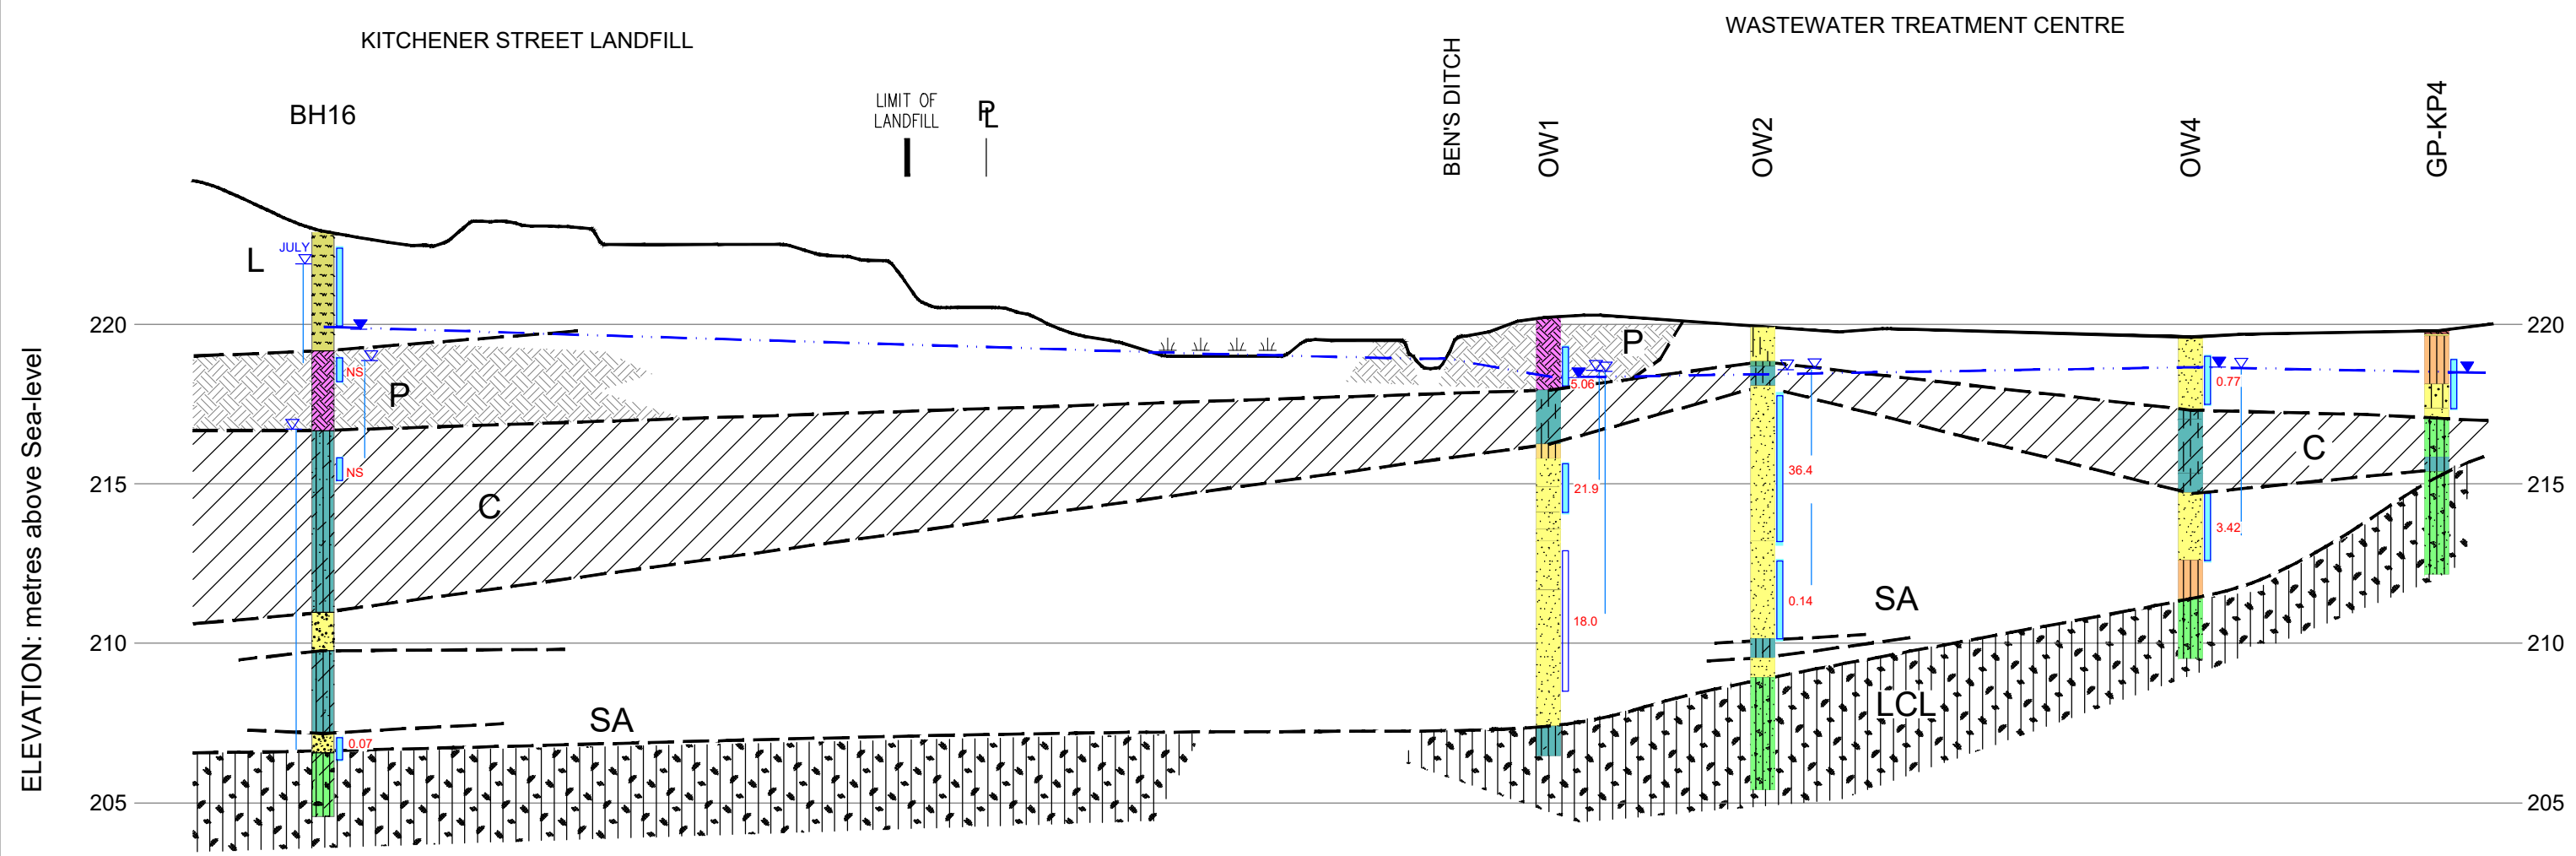 KITCHENER STREET LANDFILL
WASTEWATER TREATMENT CENTRE
BH16
LIMIT OF
LANDFILL
PL
BEN'S DITCH
OW1
OW2
OW4
GP-KP4
JULY
L
220
220
P
NS
P
5.06
0.77
NS
C
21.9
36.4
C
215
215
3.42
18.0
0.14
SA
210
210
SA
LCL
0.07
205
205
ELEVATION: metres above Sea-level